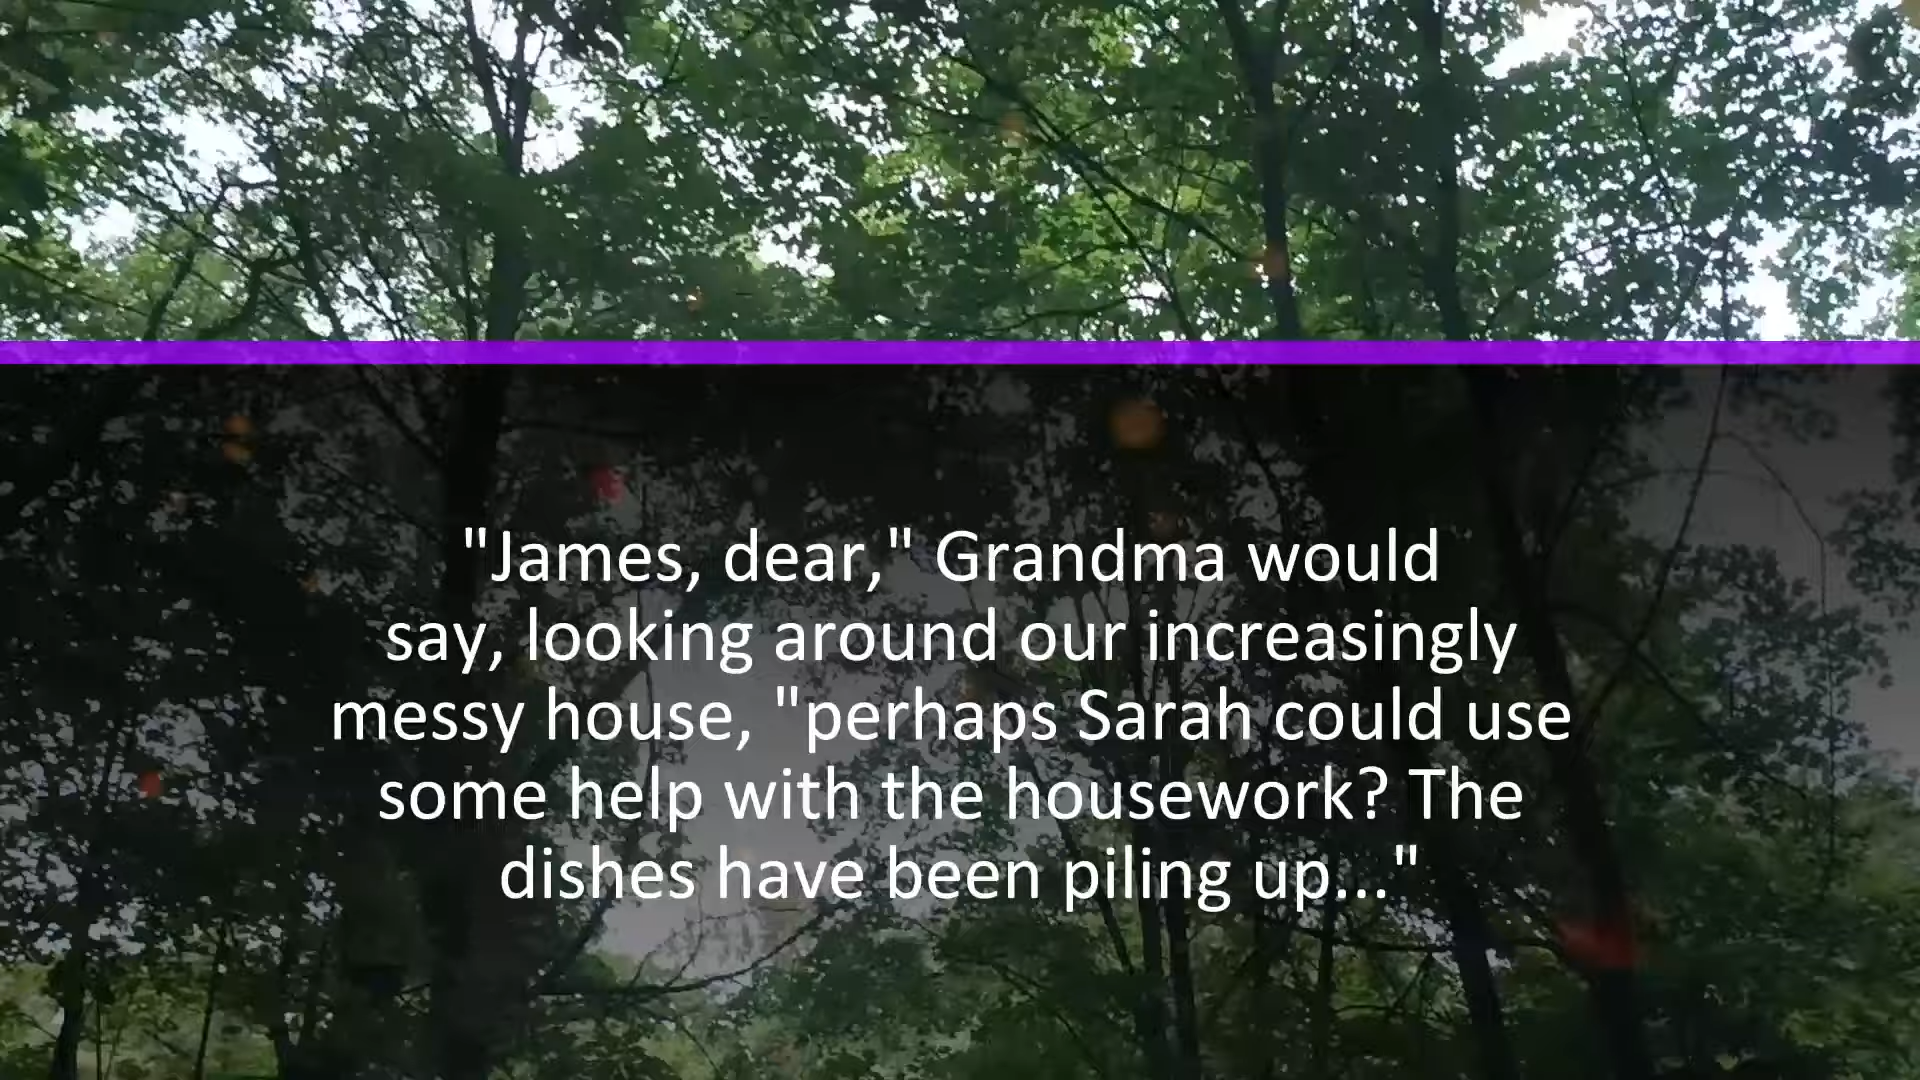 "James, dear," Grandma would
say, looking around our increasingly
messy house, "perhaps Sarah could use
some help with the housework? The
dishes have been piling up..."